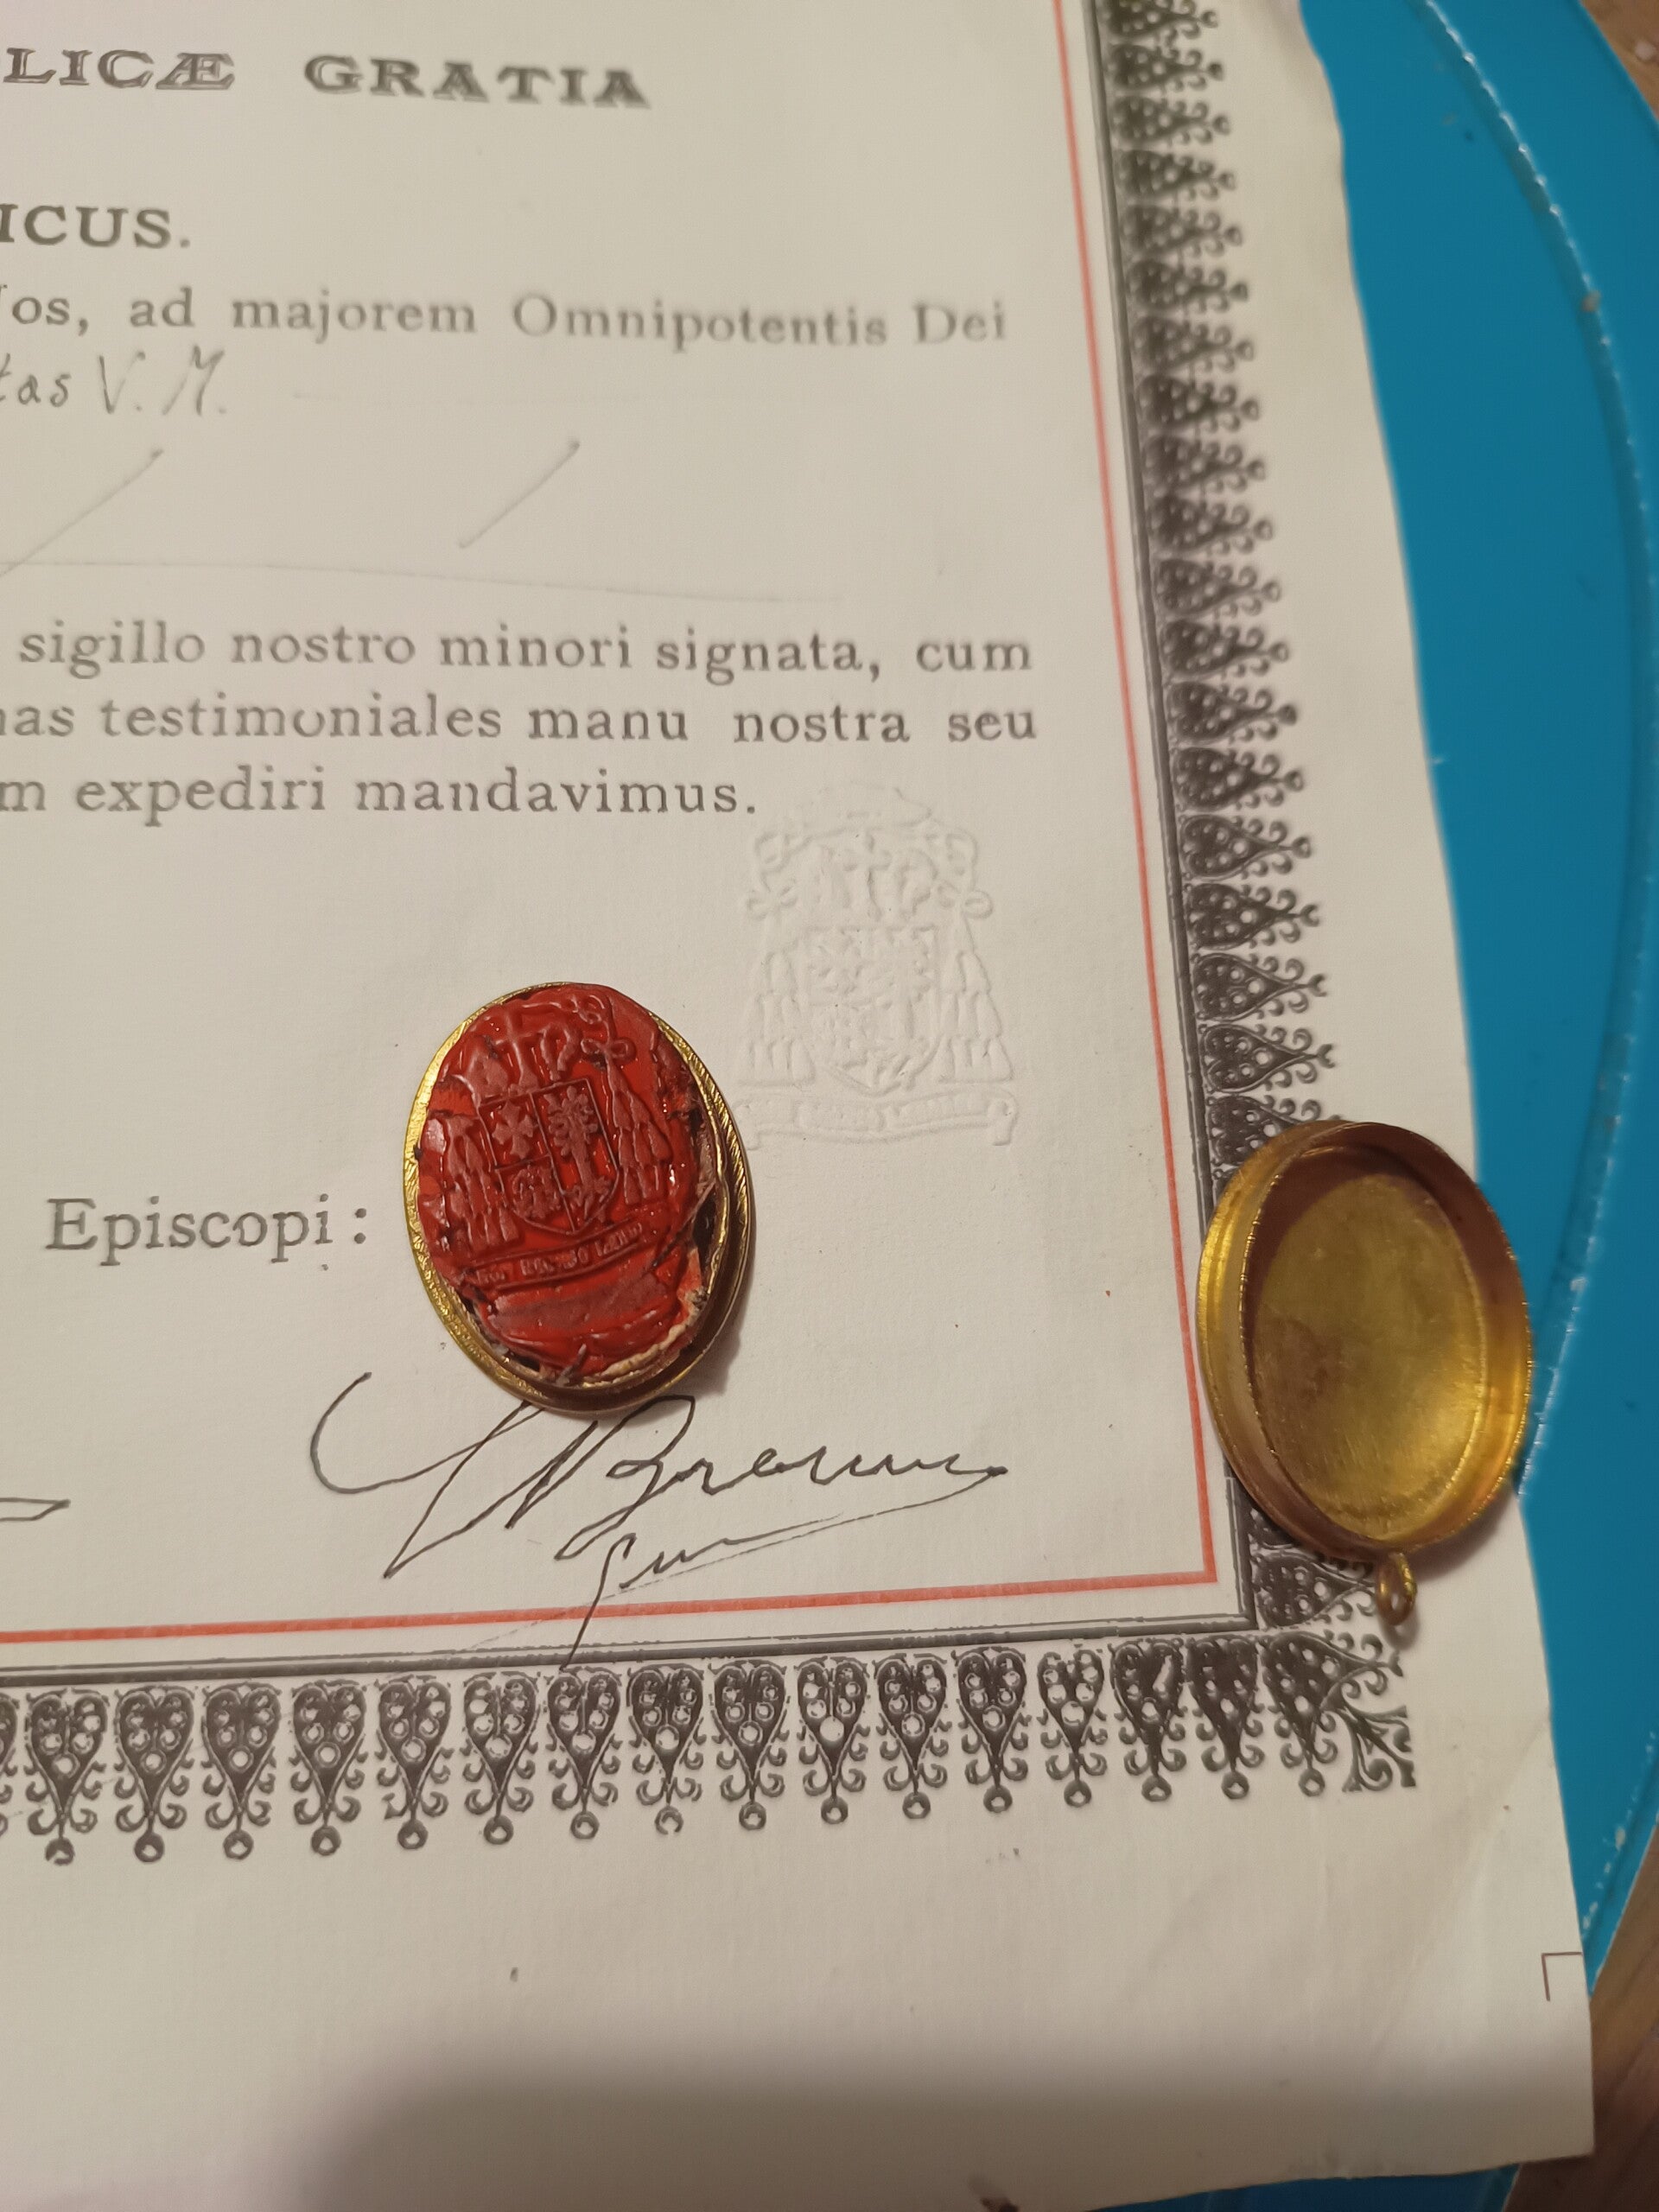 LICÆ GRATIA
ICUS.
os, ad majorem Omnipotentis Dei
tas V. M.
sigillo nostro minori signata, cum
as testimoniales manu nostra seu
m expediri mandavimus.
Episcopi: